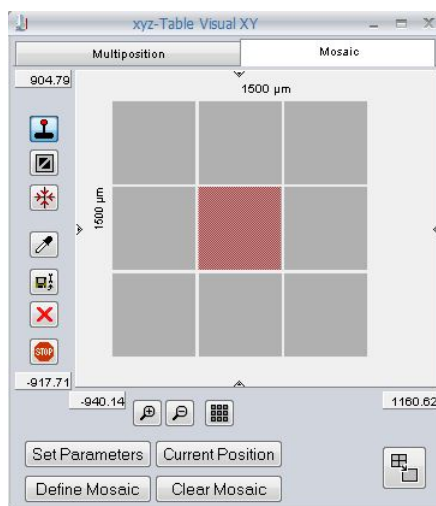 xyz-Table Visual XY
Multiposition
Mosaic
904.79
1500 µm
1500 µm
STOP
-917.71
-940.14
1160.62
Set Parameters
Current Position
Define Mosaic
Clear Mosaic